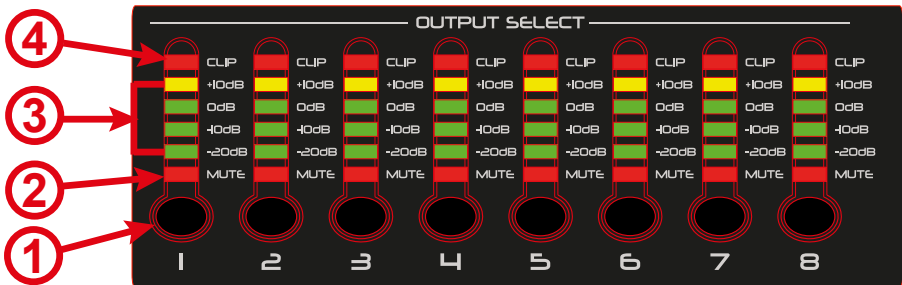 OUTPUT SELECT
4 CLIP CLIP CLIP CLIP CLIP CLIP CLIP CLIP
+10dB +10dB +10dB +10dB +10dB +10dB +10dB +10dB
3 0dB 0dB 0dB 0dB 0dB 0dB 0dB 0dB
-10dB -10dB -10dB -10dB -10dB -10dB -10dB -10dB
-20dB -20dB -20dB -20dB -20dB -20dB -20dB -20dB
2 MUTE MUTE MUTE MUTE MUTE MUTE MUTE MUTE
1
1 2 3 4 5 6 7 8